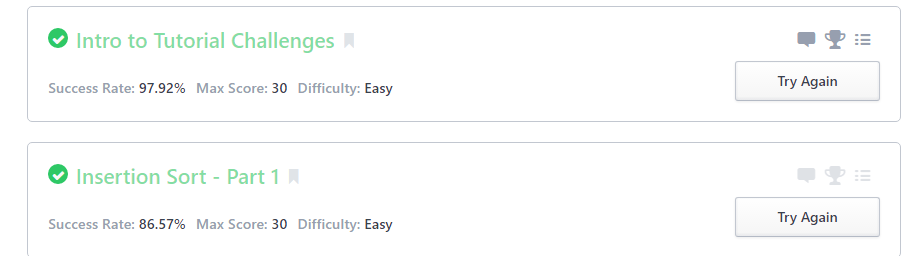 Intro to Tutorial Challenges
Success Rate: 97.92% Max Score: 30 Difficulty: Easy
Try Again
Insertion Sort - Part 1
Success Rate: 86.57% Max Score: 30 Difficulty: Easy
Try Again